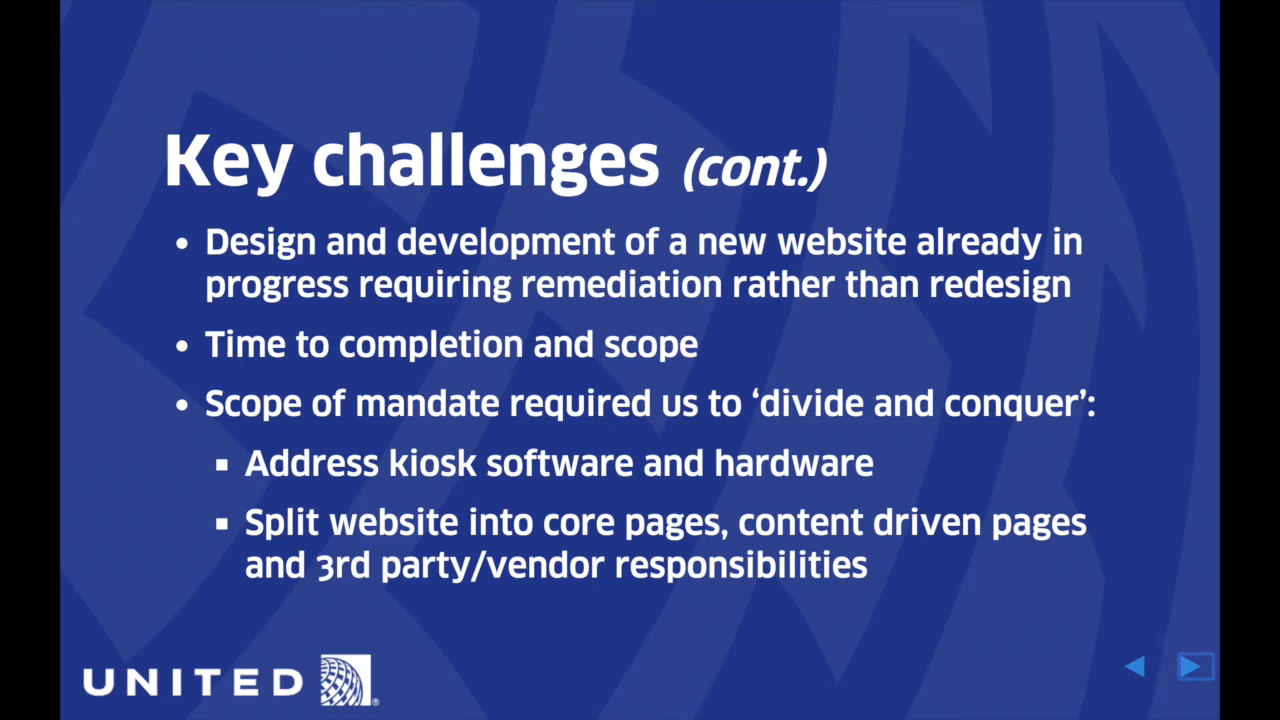 Key challenges (cont.)
• Design and development of a new website already in
progress requiring remediation rather than redesign
• Time to completion and scope
• Scope of mandate required us to ‘divide and conquer’:
▪ Address kiosk software and hardware
▪ Split website into core pages, content driven pages
and 3rd party/vendor responsibilities
UNITED ®